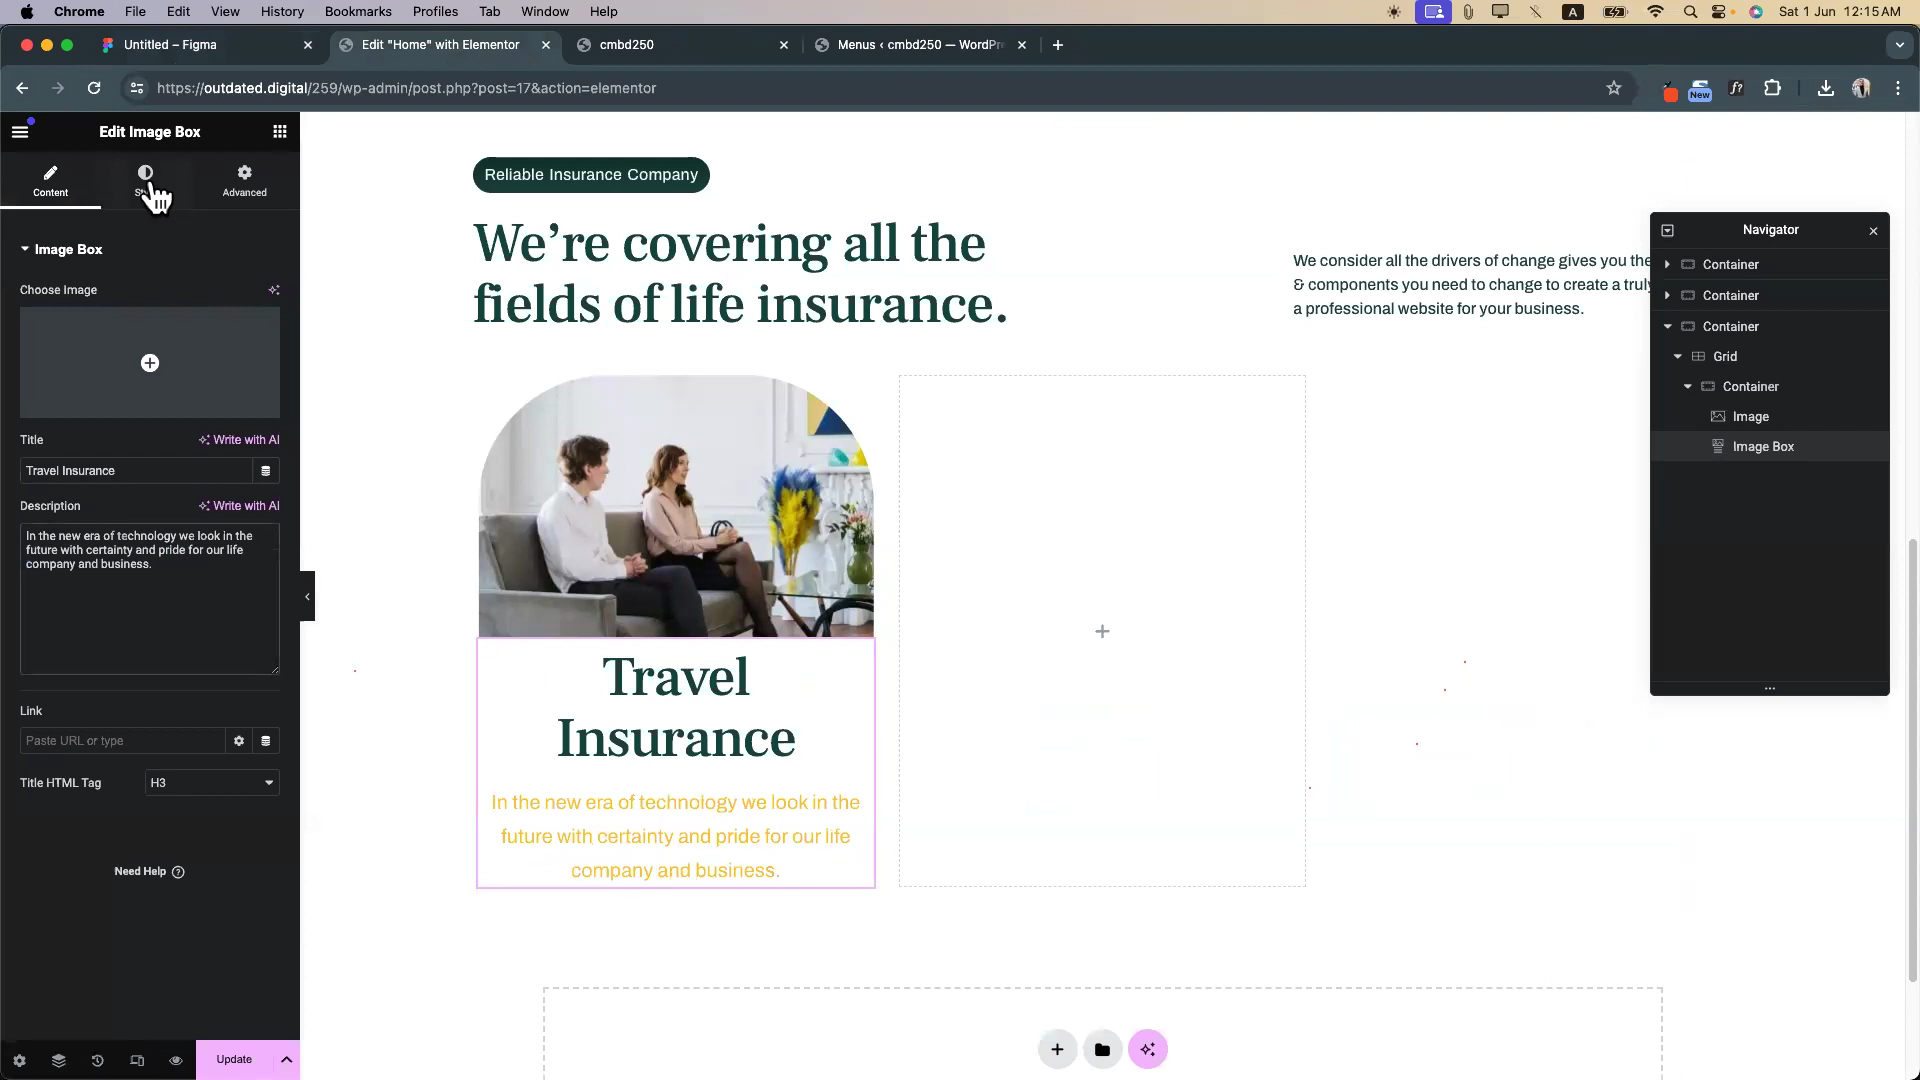 Chrome File Edit View History Bookmarks Profiles Tab Window Help
A
Sat 1 Jun 12:15AM
Untitled – Figma
Edit "Home" with Elementor
cmbd250
Menus ‹ cmbd250 — WordPr
https://outdated.digital/259/wp-admin/post.php?post=17&action=elementor
New
f?
Edit Image Box
Content
Advanced
Image Box
Choose Image
Title
Write with AI
Travel Insurance
Description
Write with AI
In the new era of technology we look in the
future with certainty and pride for our life
company and business.
Link
Paste URL or type
Title HTML Tag
H3
Need Help
Update
Reliable Insurance Company
We’re covering all the
fields of life insurance.
We consider all the drivers of change gives you the
& components you need to change to create a truly
a professional website for your business.
Travel
Insurance
In the new era of technology we look in the
future with certainty and pride for our life
company and business.
Navigator
Container
Container
Container
Grid
Container
Image
Image Box